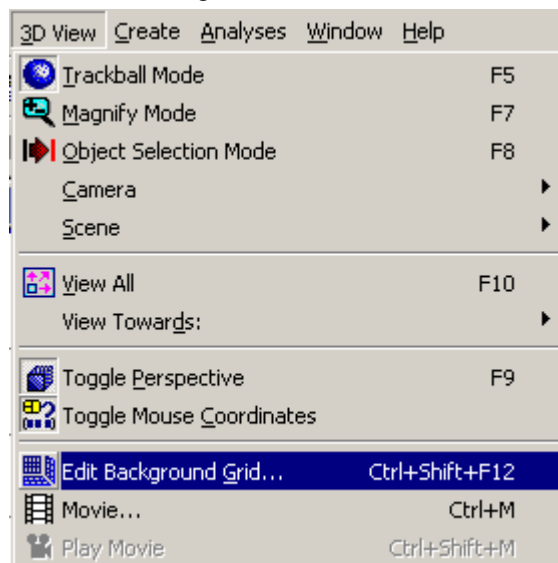 3D View Create Analyses Window Help
Trackball Mode F5
Magnify Mode F7
Object Selection Mode F8
Camera
Scene
View All F10
View Towards:
Toggle Perspective F9
Toggle Mouse Coordinates
Edit Background Grid... Ctrl+Shift+F12
Movie... Ctrl+M
Play Movie Ctrl+Shift+M